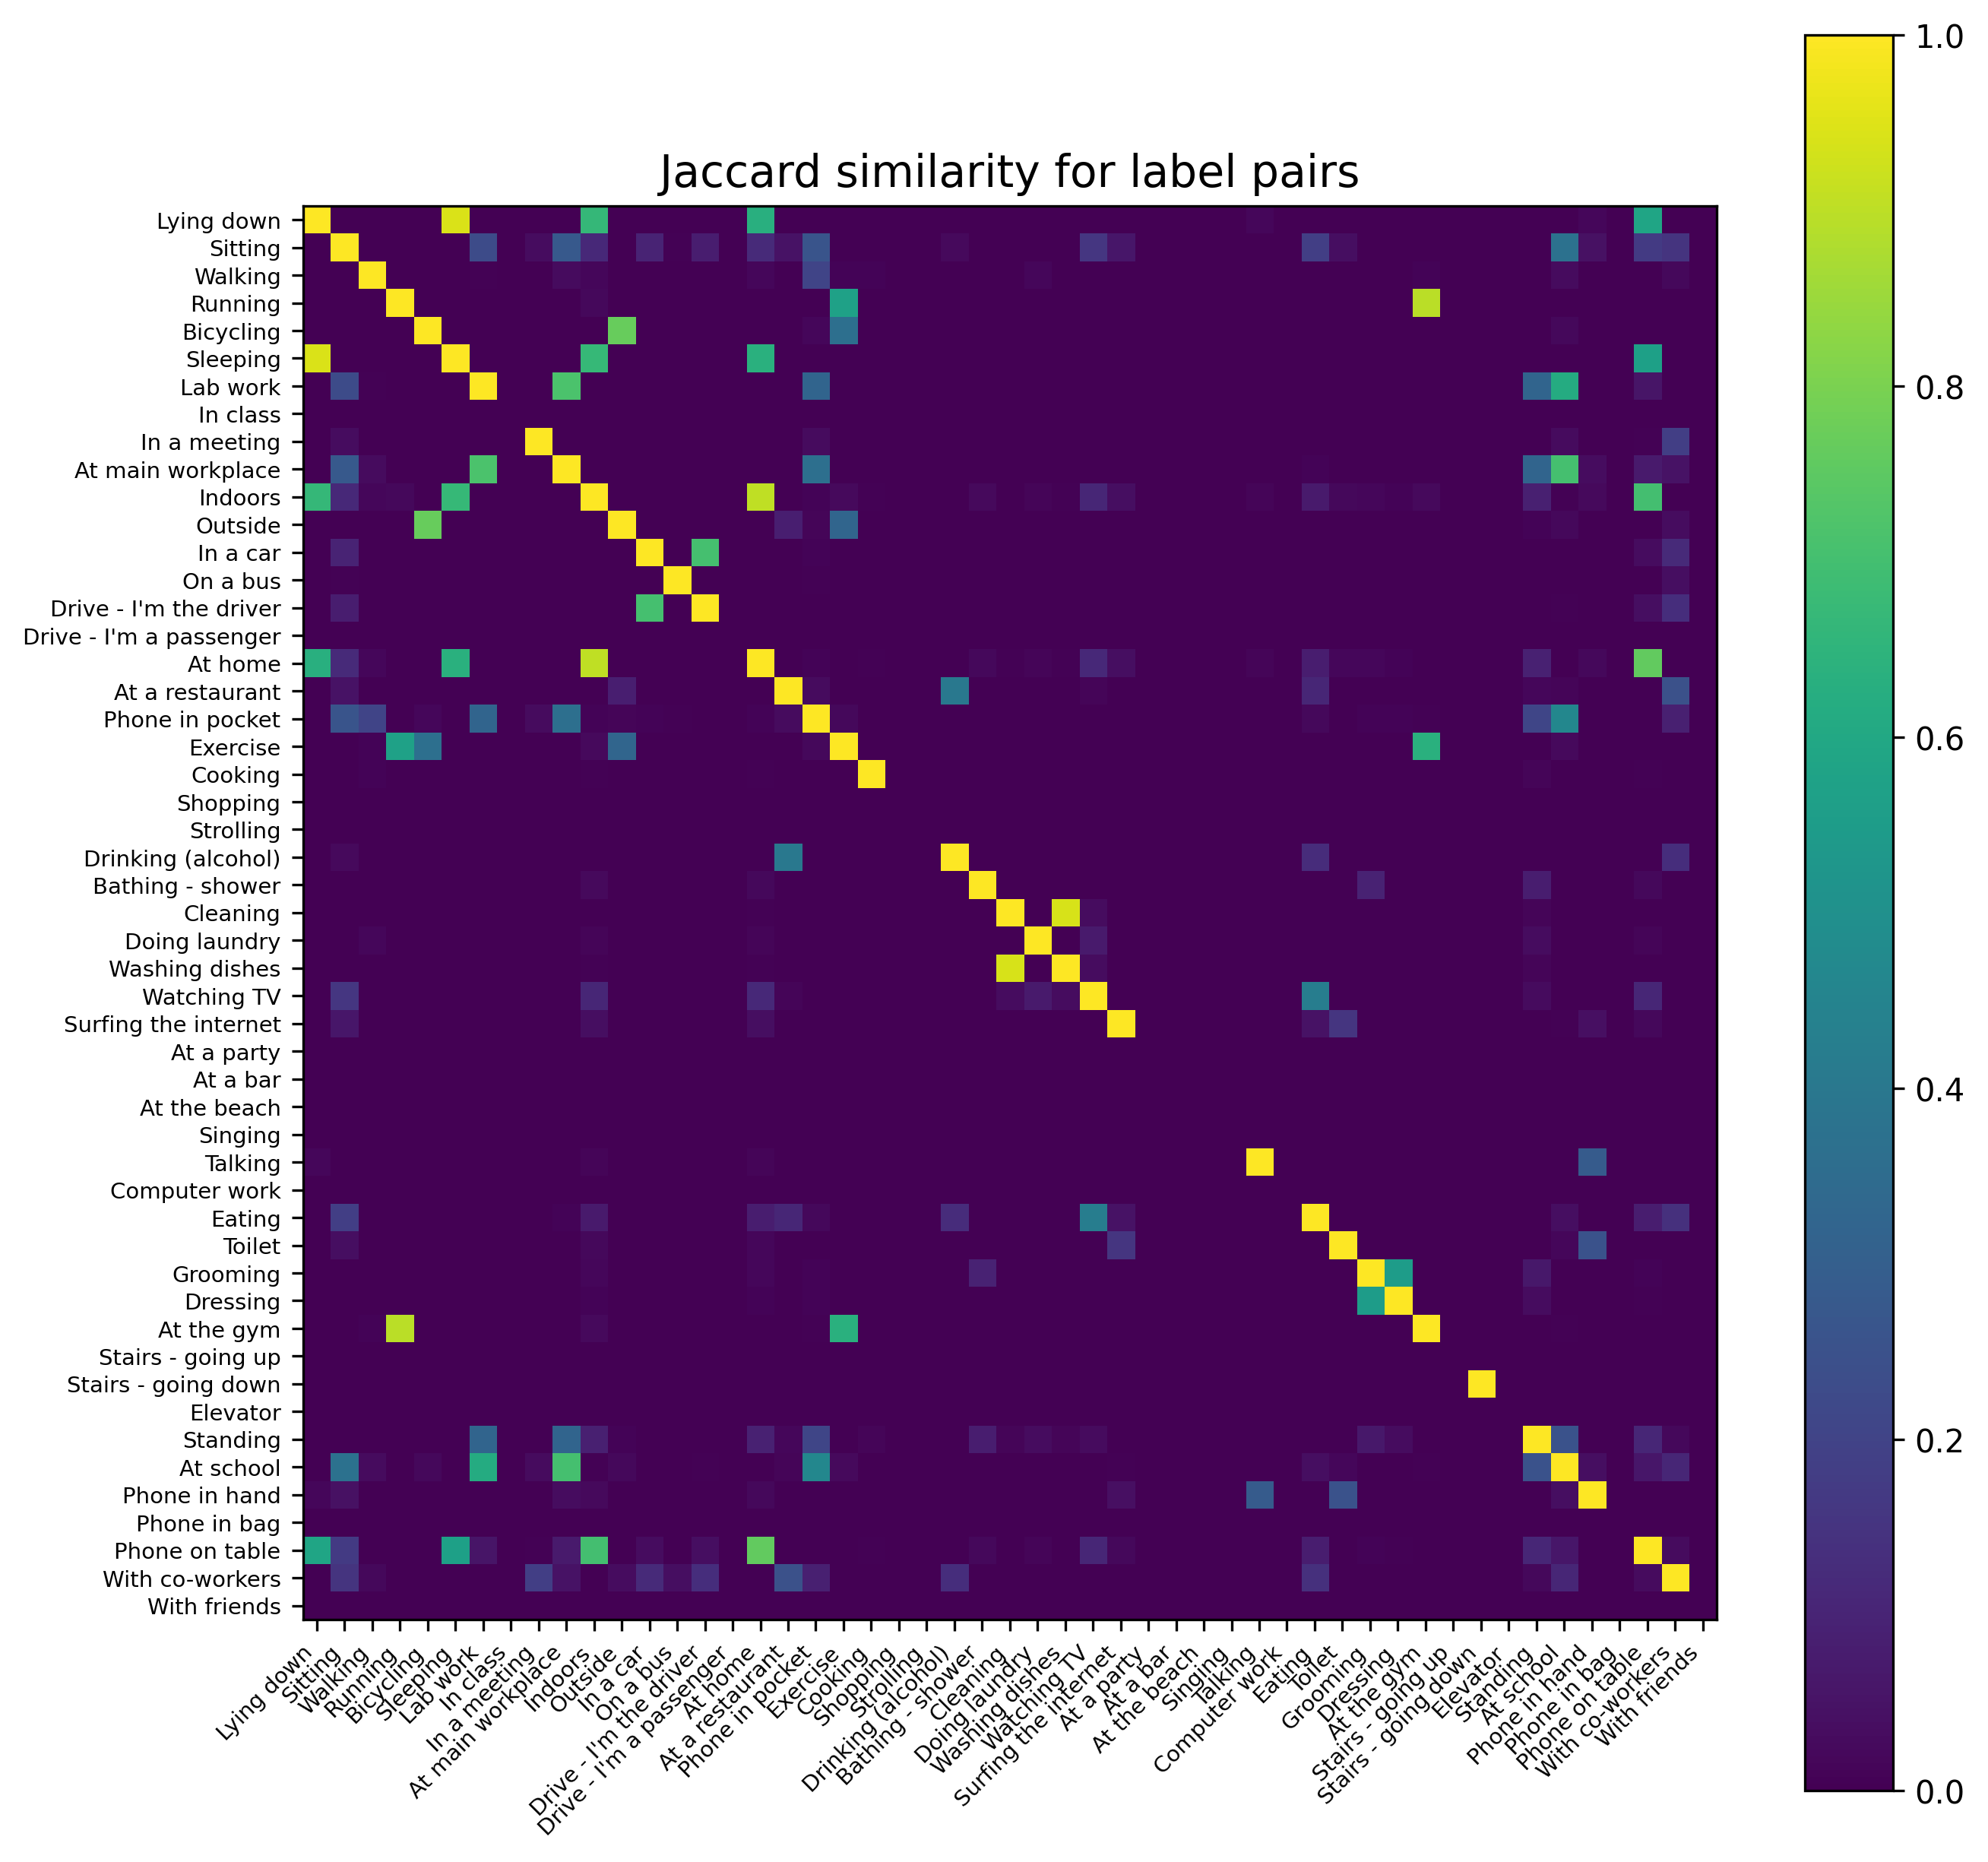 Jaccard similarity for label pairs
Lying down
Sitting
Walking
Running
Bicycling
Sleeping
Lab work
In class
In a meeting
At main workplace
Indoors
Outside
In a car
On a bus
Drive - I'm the driver
Drive - I'm a passenger
At home
At a restaurant
Phone in pocket
Exercise
Cooking
Shopping
Strolling
Drinking (alcohol)
Bathing - shower
Cleaning
Doing laundry
Washing dishes
Watching TV
Surfing the internet
At a party
At a bar
At the beach
Singing
Talking
Computer work
Eating
Toilet
Grooming
Dressing
At the gym
Stairs - going up
Stairs - going down
Elevator
Standing
At school
Phone in hand
Phone in bag
Phone on table
With co-workers
With friends
Lying down
Sitting
Walking
Running
Bicycling
Sleeping
Lab work
In class
In a meeting
At main workplace
Indoors
Outside
In a car
On a bus
Drive - I'm the driver
Drive - I'm a passenger
At home
At a restaurant
Phone in pocket
Exercise
Cooking
Shopping
Strolling
Drinking (alcohol)
Bathing - shower
Cleaning
Doing laundry
Washing dishes
Watching TV
Surfing the internet
At a party
At a bar
At the beach
Singing
Talking
Computer work
Eating
Toilet
Grooming
Dressing
At the gym
Stairs - going up
Stairs - going down
Elevator
Standing
At school
Phone in hand
Phone in bag
Phone on table
With co-workers
With friends
1.0
0.8
0.6
0.4
0.2
0.0